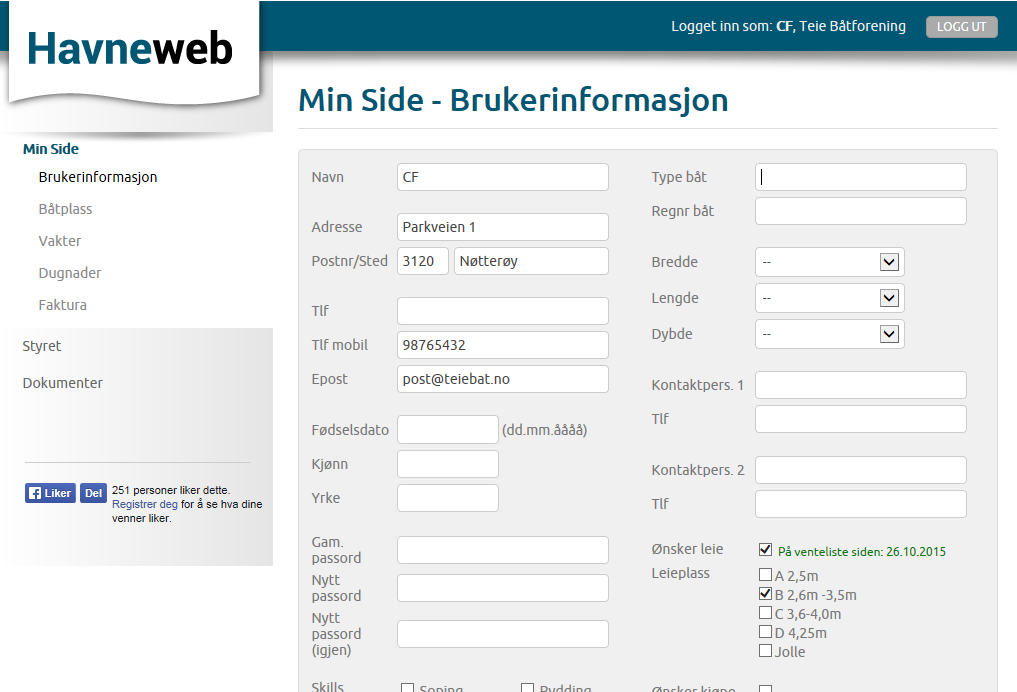 Havneweb
Logget inn som: CF, Teie Båtforening
LOGG UT
Min Side
Brukerinformasjon
Båtplass
Vakter
Dugnader
Faktura
Styret
Dokumenter
Liker
Del
251 personer liker dette.
Registrer deg for å se hva dine
venner liker.
Min Side - Brukerinformasjon
Navn
CF
Adresse
Parkveien 1
Postnr/Sted
3120
Nøtterøy
Tlf
Tlf mobil
98765432
Epost
post@teiebat.no
Fødselsdato
(dd.mm.åååå)
Kjønn
Yrke
Gam.
passord
Nytt
passord
Nytt
passord
(igjen)
Skills
Soping
Rydding
Type båt
Regnr båt
Bredde
--
Lengde
--
Dybde
--
Kontaktpers. 1
Tlf
Kontaktpers. 2
Tlf
Ønsker leie
På venteliste siden: 26.10.2015
Leieplass
A 2,5m
B 2,6m -3,5m
C 3,6-4,0m
D 4,25m
Jolle
Ønsker kjøpe